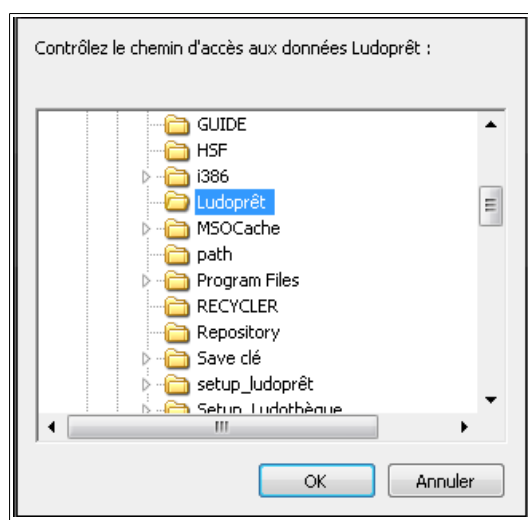 Contrôlez le chemin d'accès aux données Ludoprêt :
GUIDE
HSF
i386
Ludoprêt
MSOCache
path
Program Files
RECYCLER
Repository
Save clé
setup_ludoprêt
Setup_Ludothèque
OK
Annuler